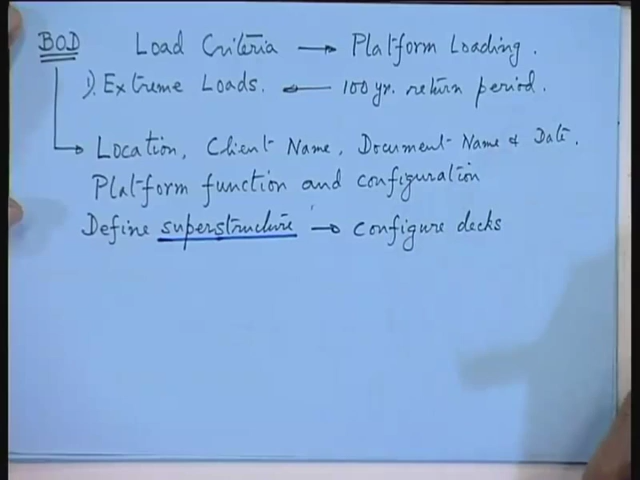 BOD Load Criteria → Platform Loading.
1). Extreme Loads. ← 100 yr. return period.
→ Location, Client Name, Document Name & Date.
Platform function and configuration
Define superstructure → configure decks